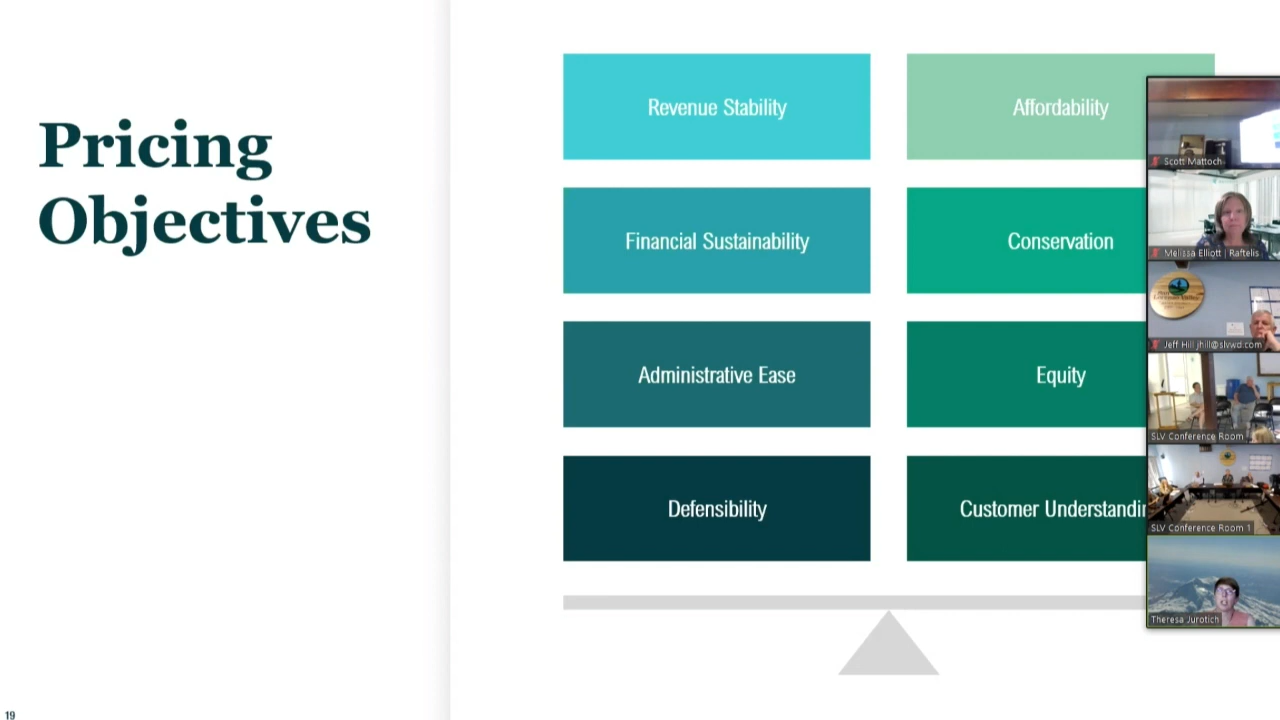 Pricing
Objectives
Revenue Stability
Affordability
Financial Sustainability
Conservation
Administrative Ease
Equity
Defensibility
Customer Understandin
19
Scott Mattoch
Melissa Elliott | Raftelis
Jeff Hill jhill@slvwd.com
SLV Conference Room
SLV Conference Room 1
Theresa Jurotich